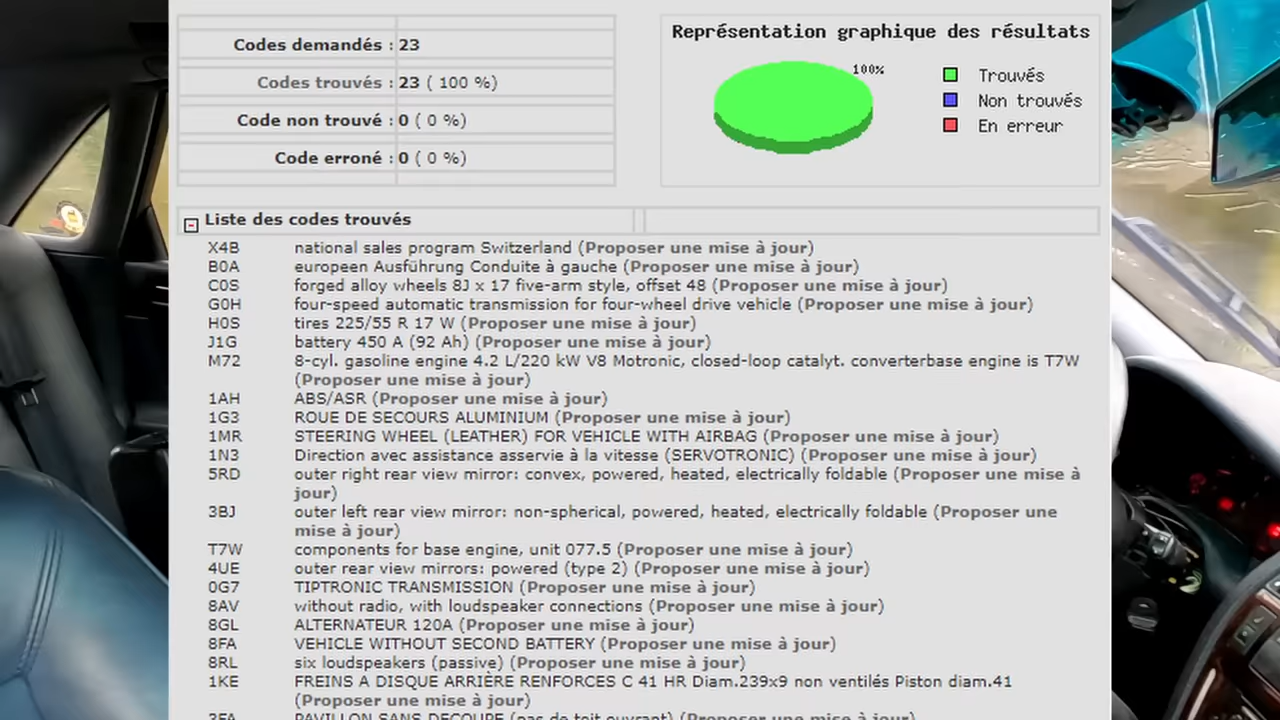 Codes demandés : 23
Codes trouvés : 23 ( 100 %)
Code non trouvé : 0 ( 0 %)
Code erroné : 0 ( 0 %)
Représentation graphique des résultats
100%
Trouvés
Non trouvés
En erreur
Liste des codes trouvés
X4B national sales program Switzerland (Proposer une mise à jour)
B0A europeen Ausführung Conduite à gauche (Proposer une mise à jour)
C0S forged alloy wheels 8J x 17 five-arm style, offset 48 (Proposer une mise à jour)
G0H four-speed automatic transmission for four-wheel drive vehicle (Proposer une mise à jour)
H0S tires 225/55 R 17 W (Proposer une mise à jour)
J1G battery 450 A (92 Ah) (Proposer une mise à jour)
M72 8-cyl. gasoline engine 4.2 L/220 kW V8 Motronic, closed-loop catalyt. converterbase engine is T7W
(Proposer une mise à jour)
1AH ABS/ASR (Proposer une mise à jour)
1G3 ROUE DE SECOURS ALUMINIUM (Proposer une mise à jour)
1MR STEERING WHEEL (LEATHER) FOR VEHICLE WITH AIRBAG (Proposer une mise à jour)
1N3 Direction avec assistance asservie à la vitesse (SERVOTRONIC) (Proposer une mise à jour)
5RD outer right rear view mirror: convex, powered, heated, electrically foldable (Proposer une mise à
jour)
3BJ outer left rear view mirror: non-spherical, powered, heated, electrically foldable (Proposer une
mise à jour)
T7W components for base engine, unit 077.5 (Proposer une mise à jour)
4UE outer rear view mirrors: powered (type 2) (Proposer une mise à jour)
0G7 TIPTRONIC TRANSMISSION (Proposer une mise à jour)
8AV without radio, with loudspeaker connections (Proposer une mise à jour)
8GL ALTERNATEUR 120A (Proposer une mise à jour)
8FA VEHICLE WITHOUT SECOND BATTERY (Proposer une mise à jour)
8RL six loudspeakers (passive) (Proposer une mise à jour)
1KE FREINS A DISQUE ARRIÈRE RENFORCES C 41 HR Diam.239x9 non ventilés Piston diam.41
(Proposer une mise à jour)
3FA PAVILLON SANS DECOUPE (pas de toit ouvrant) (Proposer une mise à jour)